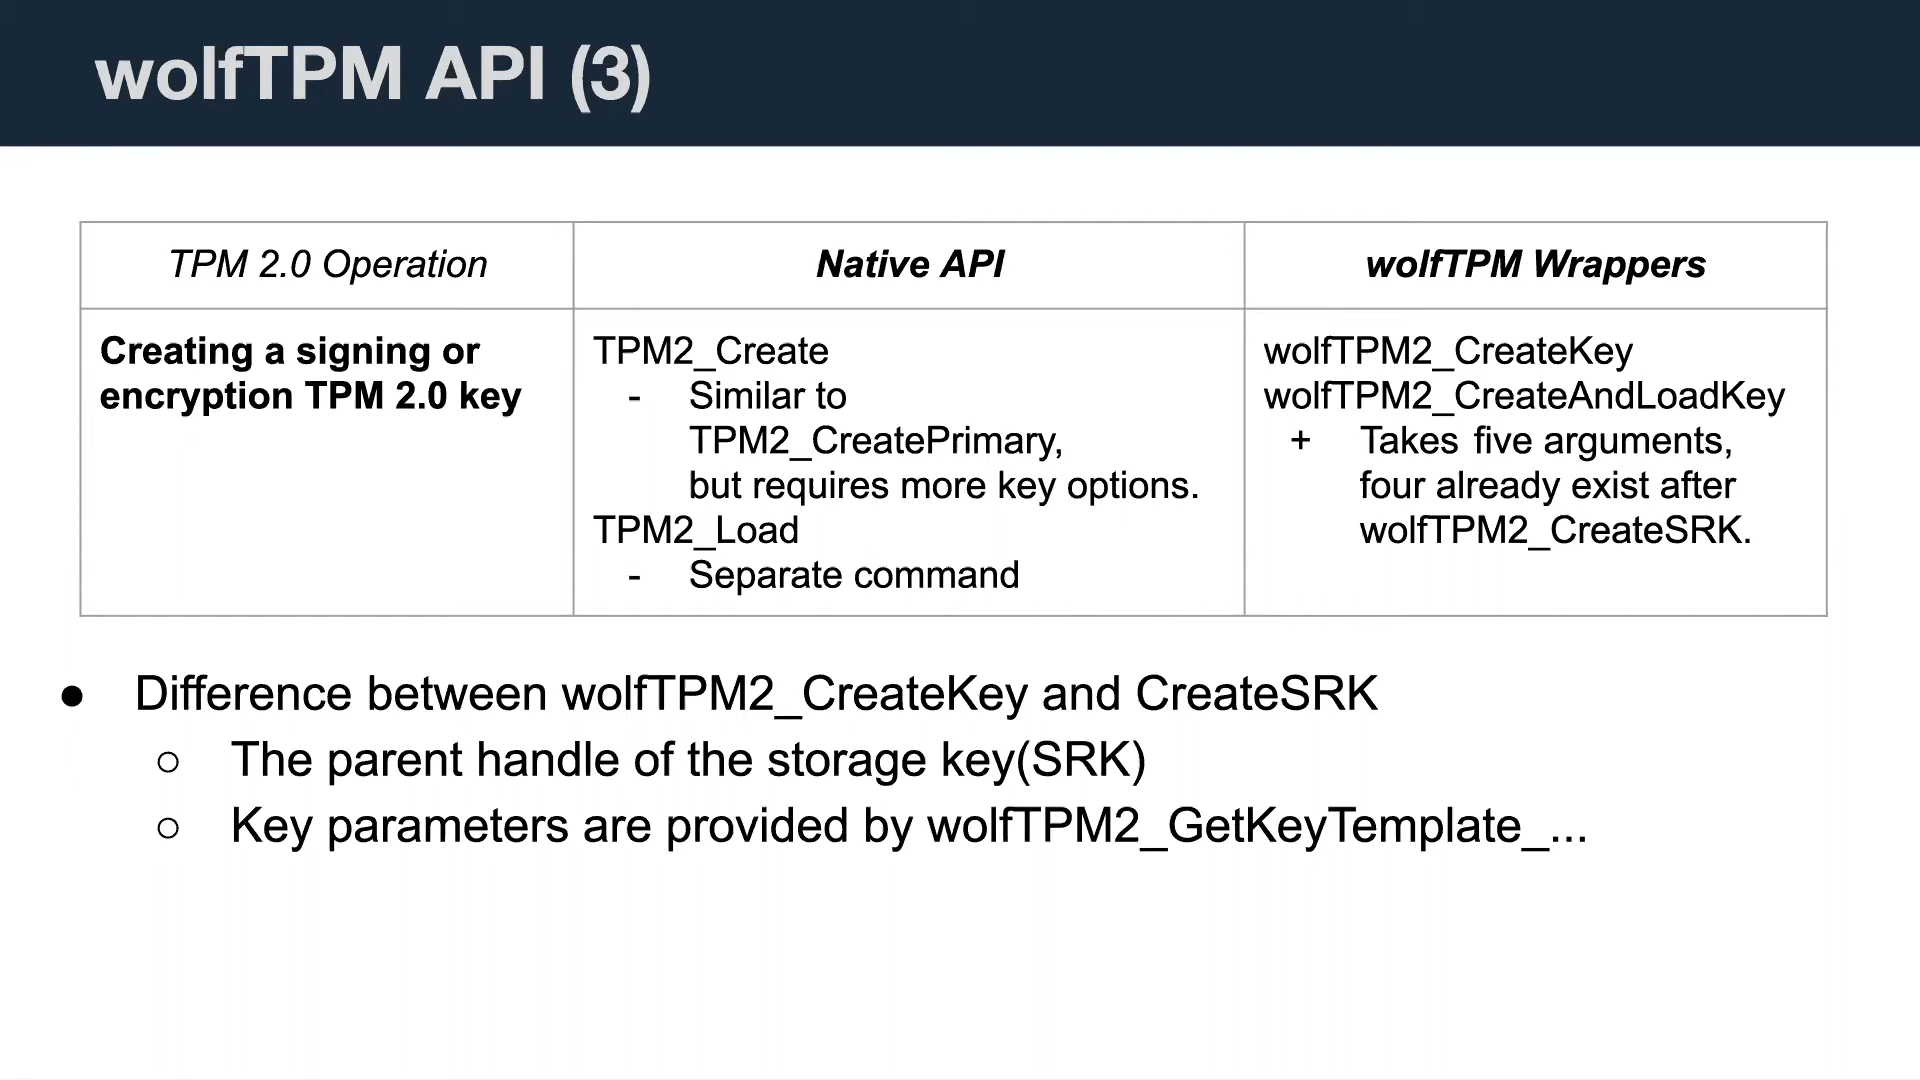 wolfTPM API (3)
TPM 2.0 Operation
Native API
wolfTPM Wrappers
Creating a signing or
encryption TPM 2.0 key
TPM2_Create
- Similar to
TPM2_CreatePrimary,
but requires more key options.
TPM2_Load
- Separate command
wolfTPM2_CreateKey
wolfTPM2_CreateAndLoadKey
+ Takes five arguments,
four already exist after
wolfTPM2_CreateSRK.
● Difference between wolfTPM2_CreateKey and CreateSRK
○ The parent handle of the storage key(SRK)
○ Key parameters are provided by wolfTPM2_GetKeyTemplate_...